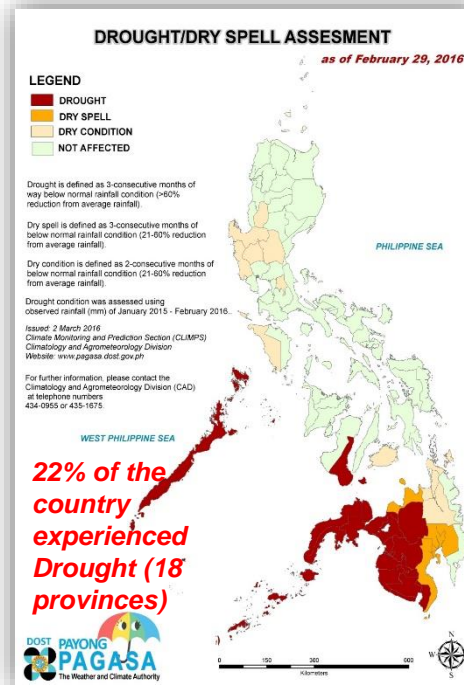 DROUGHT/DRY SPELL ASSESMENT
as of February 29, 2016
LEGEND
DROUGHT
DRY SPELL
DRY CONDITION
NOT AFFECTED
Drought is defined as 3-consecutive months of
way below normal rainfall condition (>60%
reduction from average rainfall).
Dry spell is defined as 3-consecutive months of
below normal rainfall condition (21-60% reduction
from average rainfall).
Dry condition is defined as 2-consecutive months of
below normal rainfall condition (21-60% reduction
from average rainfall).
Drought condition was assessed using
observed rainfall (mm) of January 2015 - February 2016..
Issued: 2 March 2016
Climate Monitoring and Prediction Section (CLIMPS)
Climatology and Agrometeorology Division
Website: www.pagasa.dost.gov.ph
For further information, please contact the
Climatology and Agrometeorology Division (CAD)
at telephone numbers
434-0955 or 435-1675.
PHILIPPINE SEA
WEST PHILIPPINE SEA
22% of the
country
experienced
Drought (18
provinces)
DOST PAYONG
PAGASA
The Weather and Climate Authority
0 150 300 600
Kilometers
N
W E
S